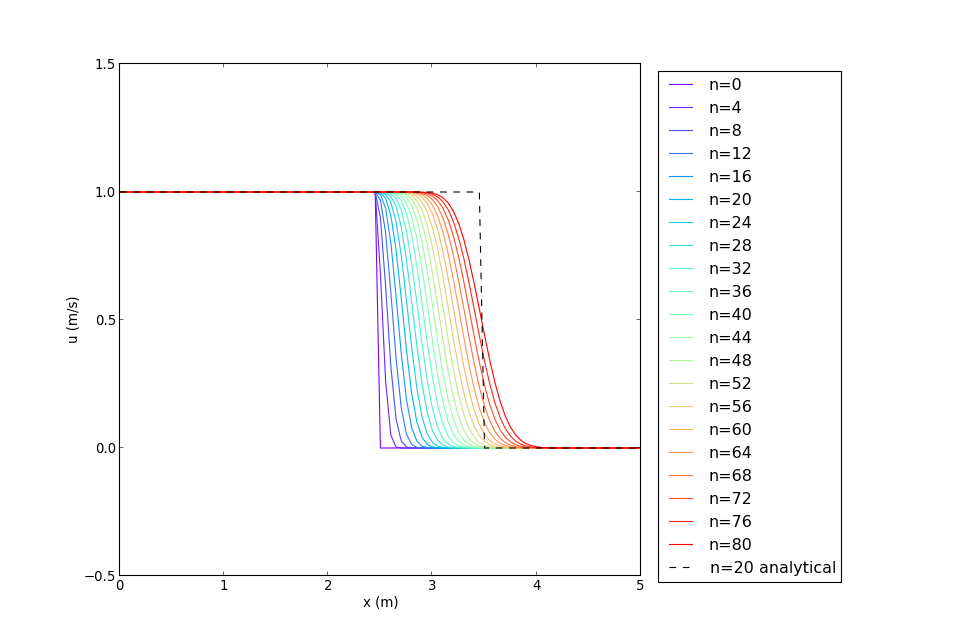 1.5
1.0
0.5
0.0
−0.5
0 1 2 3 4 5
x (m)
u (m/s)
n=0
n=4
n=8
n=12
n=16
n=20
n=24
n=28
n=32
n=36
n=40
n=44
n=48
n=52
n=56
n=60
n=64
n=68
n=72
n=76
n=80
n=20 analytical